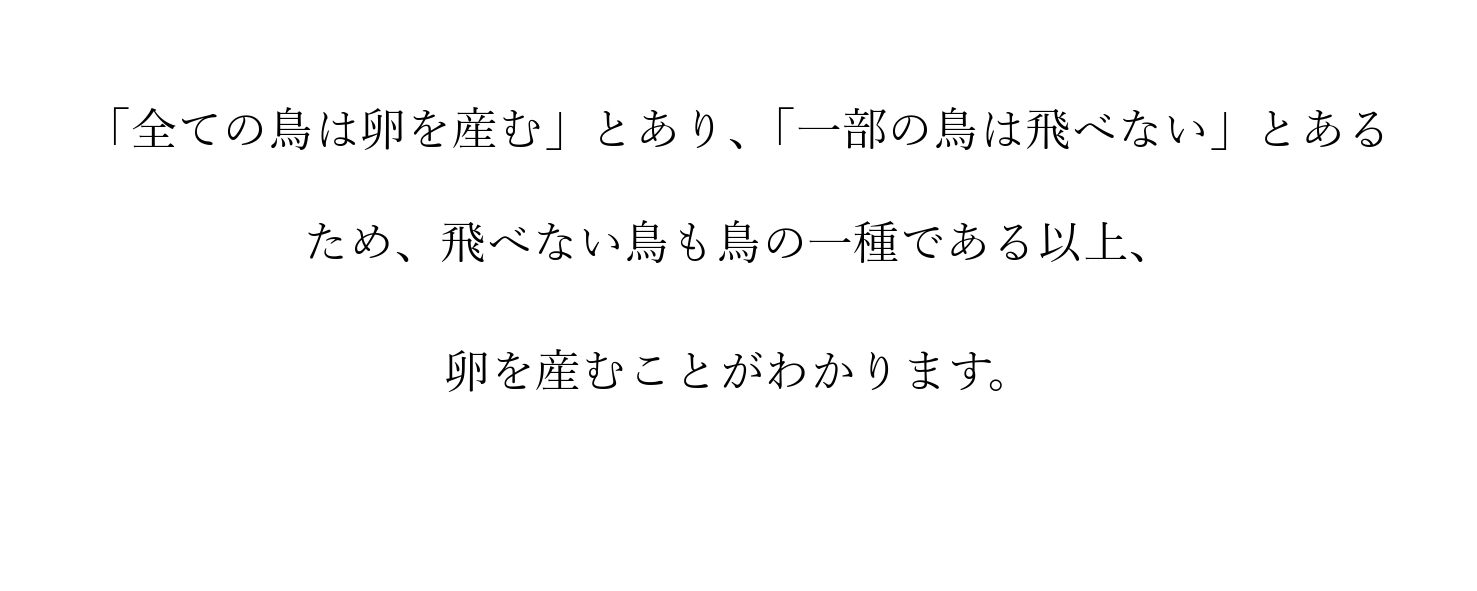 「全ての鳥は卵を産む」とあり、「一部の鳥は飛べない」とある
ため、飛べない鳥も鳥の一種である以上、
卵を産むことがわかります。